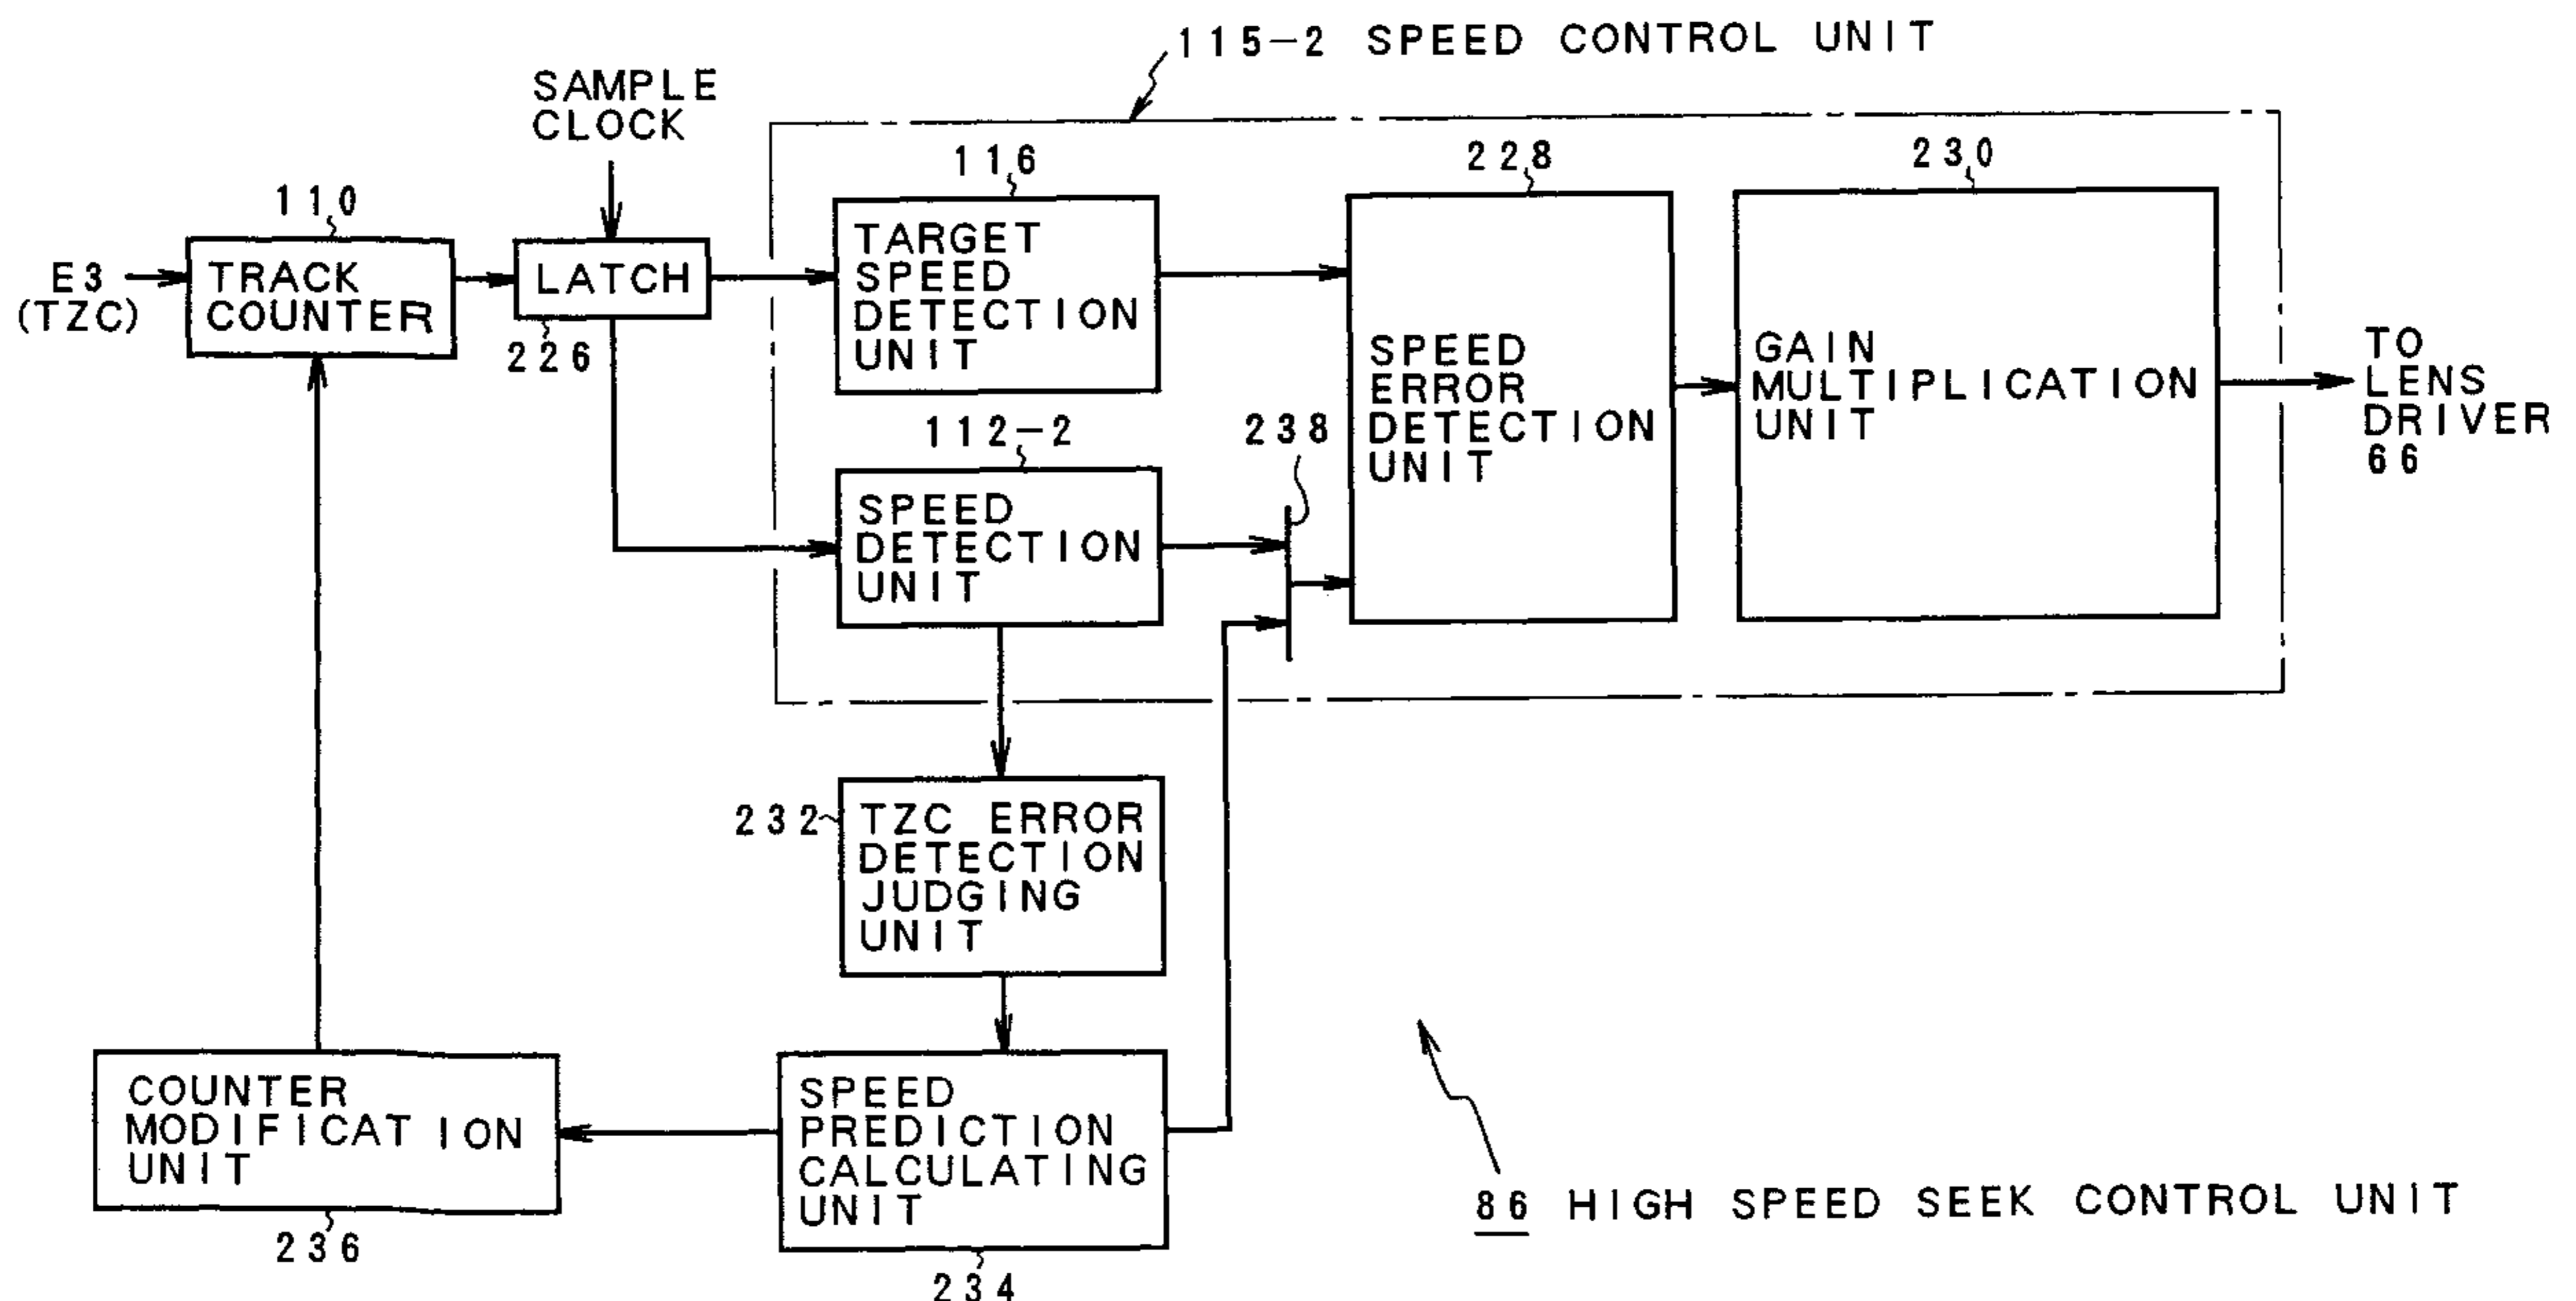 115-2 SPEED CONTROL UNIT
SAMPLE
CLOCK
110
116
228
230
E3
(TZC)
TRACK
COUNTER
LATCH
226
TARGET
SPEED
DETECTION
UNIT
SPEED
ERROR
DETECTION
UNIT
GAIN
MULTIPLICATION
UNIT
TO
LENS
DRIVER
66
112-2
238
SPEED
DETECTION
UNIT
232
TZC ERROR
DETECTION
JUDGING
UNIT
COUNTER
MODIFICATION
UNIT
236
SPEED
PREDICTION
CALCULATING
UNIT
234
86 HIGH SPEED SEEK CONTROL UNIT